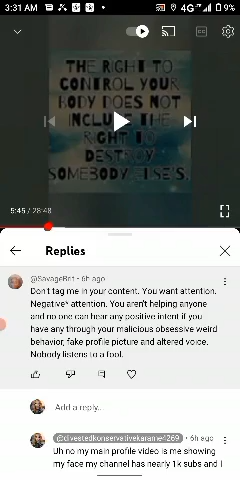 3:31 AM
4G
9%
THE RIGHT TO
CONTROL YOUR
BODY DOES NOT
INCLUDE THE
RIGHT TO
DESTROY
SOMEBODY ELSE'S.
5:45 / 28:48
Replies
@SavageBrit • 6h ago
Don't tag me in your content. You want attention.
Negative* attention. You aren't helping anyone
and no one can hear any positive intent if you
have any through your malicious obsessive weird
behavior, fake profile picture and altered voice.
Nobody listens to a fool.
Add a reply...
@divestedkonservativekarame4269 • 6h ago
Uh no my main profile video is me showing
my face my channel has nearly 1k subs and I